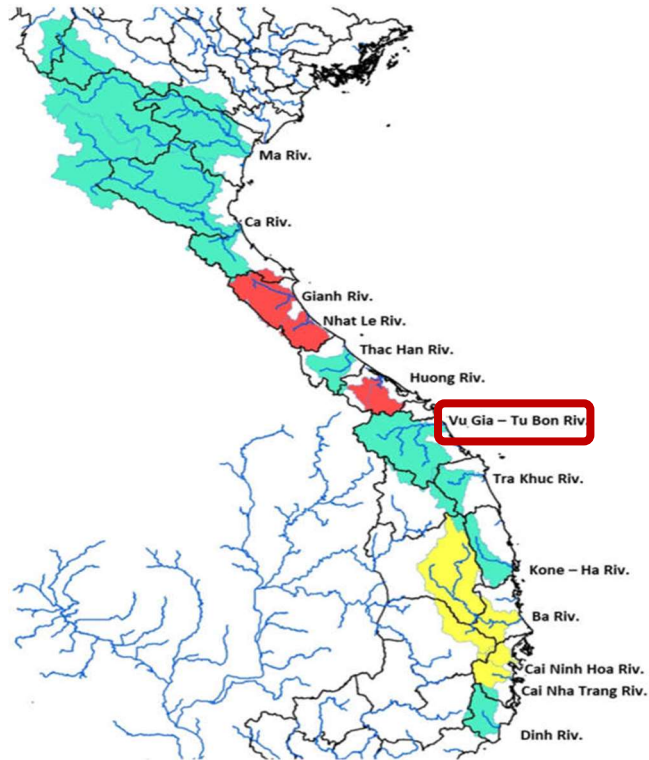 Ma Riv.
Ca Riv.
Gianh Riv.
Nhat Le Riv.
Thac Han Riv.
Huong Riv.
Vu Gia – Tu Bon Riv.
Tra Khuc Riv.
Kone – Ha Riv.
Ba Riv.
Cai Ninh Hoa Riv.
Cai Nha Trang Riv.
Dinh Riv.